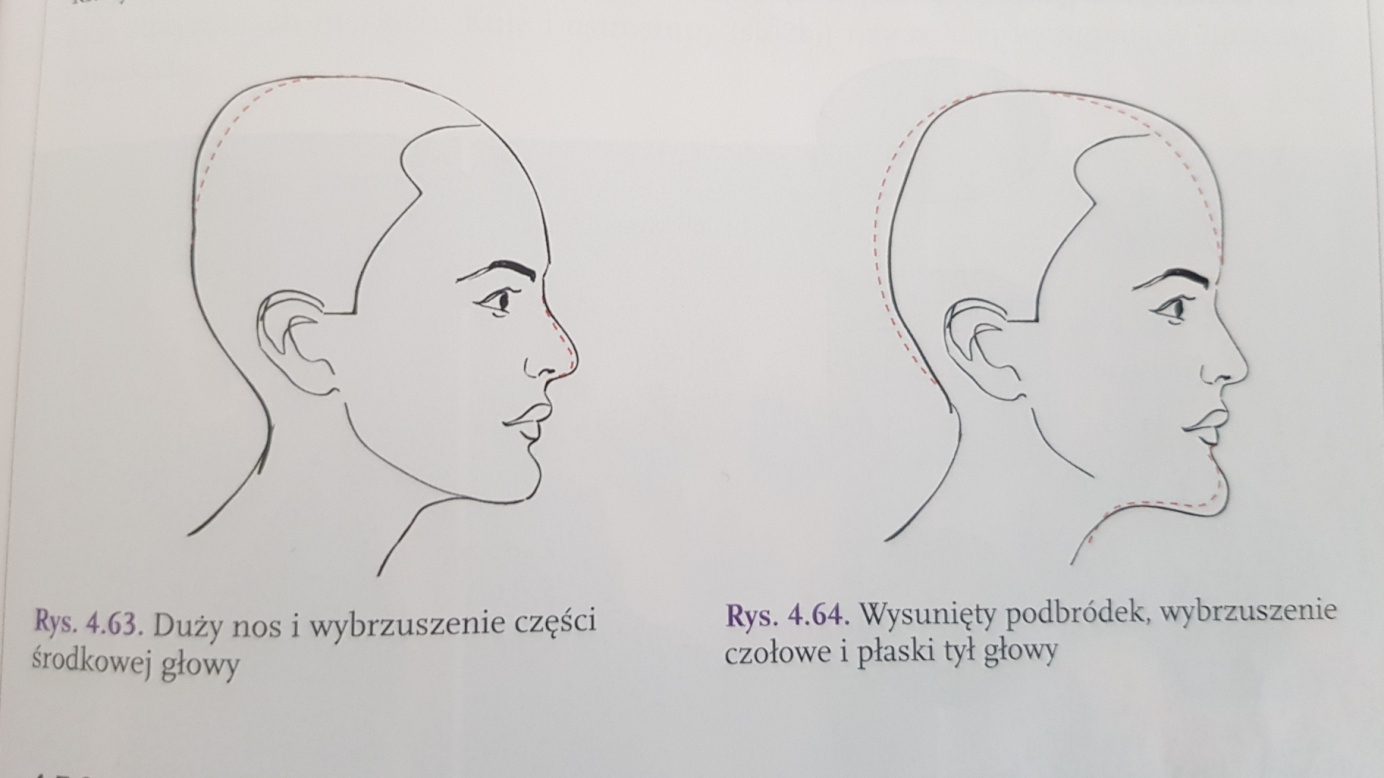 Rys. 4.63. Duży nos i wybrzuszenie części
środkowej głowy
Rys. 4.64. Wysunięty podbródek, wybrzuszenie
czołowe i płaski tył głowy